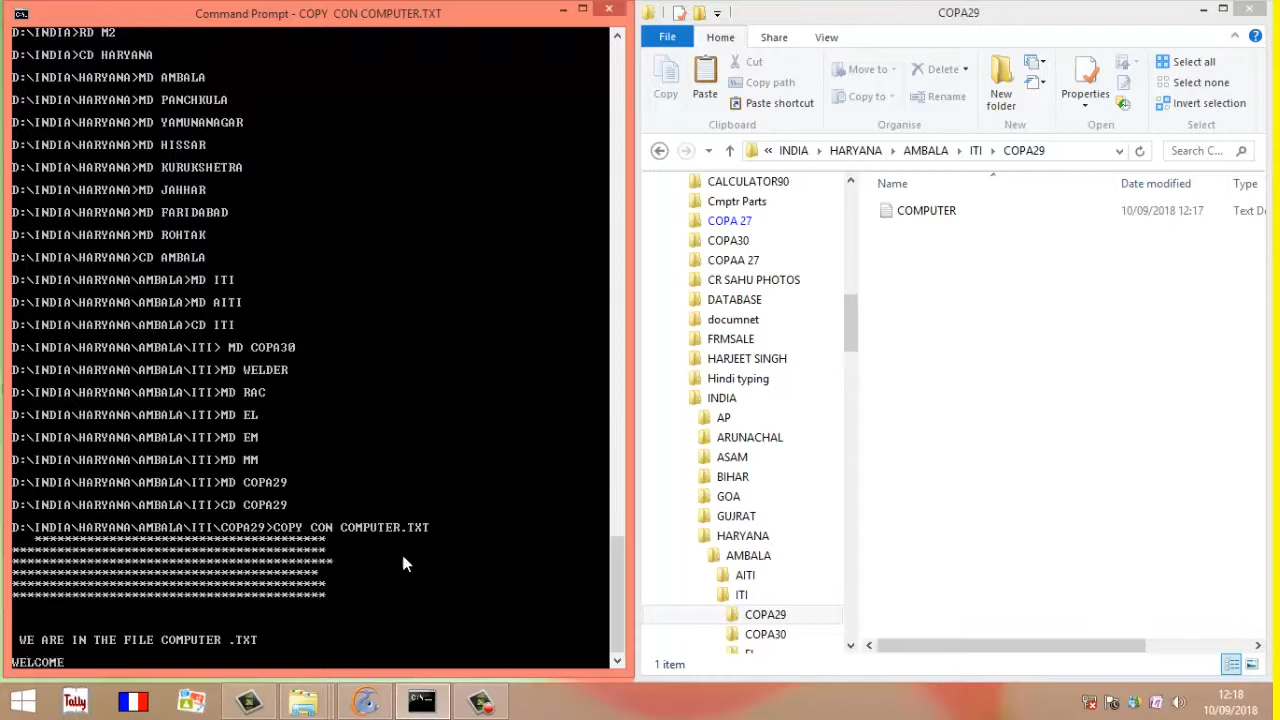 Command Prompt - COPY  CON COMPUTER.TXT
D:\INDIA>RD M2
D:\INDIA>CD HARYANA
D:\INDIA\HARYANA>MD AMBALA
D:\INDIA\HARYANA>MD PANCHKULA
D:\INDIA\HARYANA>MD YAMUNANAGAR
D:\INDIA\HARYANA>MD HISSAR
D:\INDIA\HARYANA>MD KURUKSHETRA
D:\INDIA\HARYANA>MD JAHHAR
D:\INDIA\HARYANA>MD FARIDABAD
D:\INDIA\HARYANA>MD ROHTAK
D:\INDIA\HARYANA>CD AMBALA
D:\INDIA\HARYANA\AMBALA>MD ITI
D:\INDIA\HARYANA\AMBALA>MD AITI
D:\INDIA\HARYANA\AMBALA>CD ITI
D:\INDIA\HARYANA\AMBALA\ITI> MD COPA30
D:\INDIA\HARYANA\AMBALA\ITI>MD WELDER
D:\INDIA\HARYANA\AMBALA\ITI>MD RAC
D:\INDIA\HARYANA\AMBALA\ITI>MD EL
D:\INDIA\HARYANA\AMBALA\ITI>MD EM
D:\INDIA\HARYANA\AMBALA\ITI>MD MM
D:\INDIA\HARYANA\AMBALA\ITI>MD COPA29
D:\INDIA\HARYANA\AMBALA\ITI>CD COPA29
D:\INDIA\HARYANA\AMBALA\ITI\COPA29>COPY CON COMPUTER.TXT
***************************************
******************************************
*******************************************
*****************************************
******************************************
******************************************
WE ARE IN THE FILE COMPUTER .TXT
WELCOME
COPA29
File Home Share View
Copy
Paste
Cut
Copy path
Paste shortcut
Clipboard
Move to
Copy to
Delete
Rename
Organise
New folder
New
Properties
Open
Select all
Select none
Invert selection
Select
« INDIA HARYANA AMBALA ITI COPA29
Search C...
CALCULATOR90
Cmptr Parts
COPA 27
COPA30
COPAA 27
CR SAHU PHOTOS
DATABASE
documnet
FRMSALE
HARJEET SINGH
Hindi typing
INDIA
AP
ARUNACHAL
ASAM
BIHAR
GOA
GUJRAT
HARYANA
AMBALA
AITI
ITI
COPA29
COPA30
Name Date modified Type
COMPUTER 10/09/2018 12:17 Text D
1 item
Tally
12:18
10/09/2018